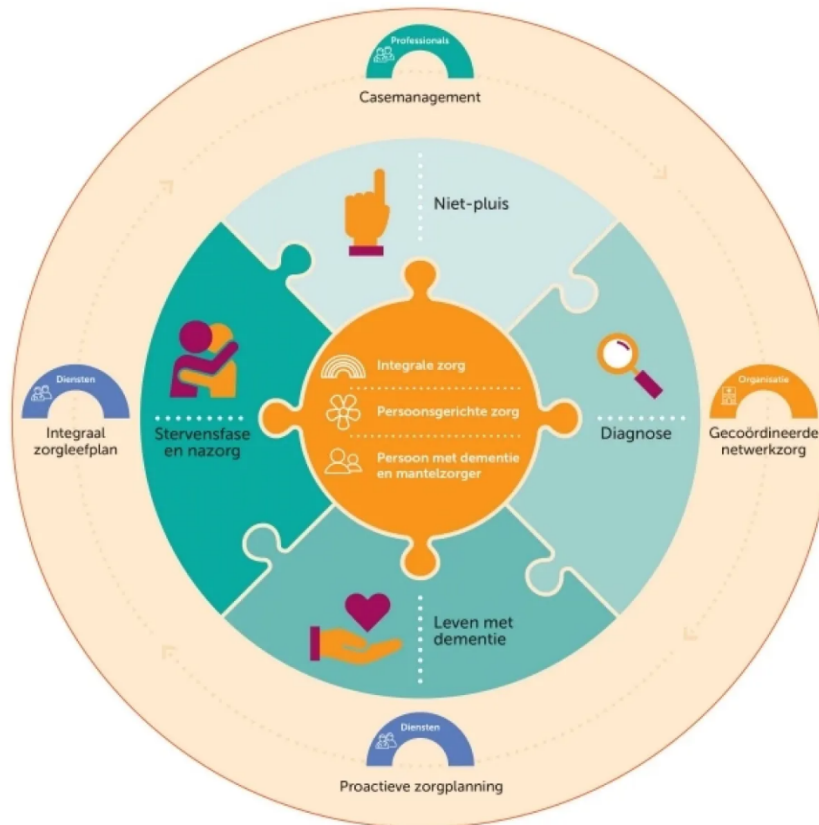 Professionals
Casemanagement
Niet-pluis
Integrale zorg
Persoonsgerichte zorg
Persoon met dementie
en mantelzorger
Diagnose
Organisatie
Gecoördineerde
netwerkzorg
Leven met
dementie
Diensten
Proactieve zorgplanning
Stervensfase
en nazorg
Diensten
Integraal
zorgleefplan